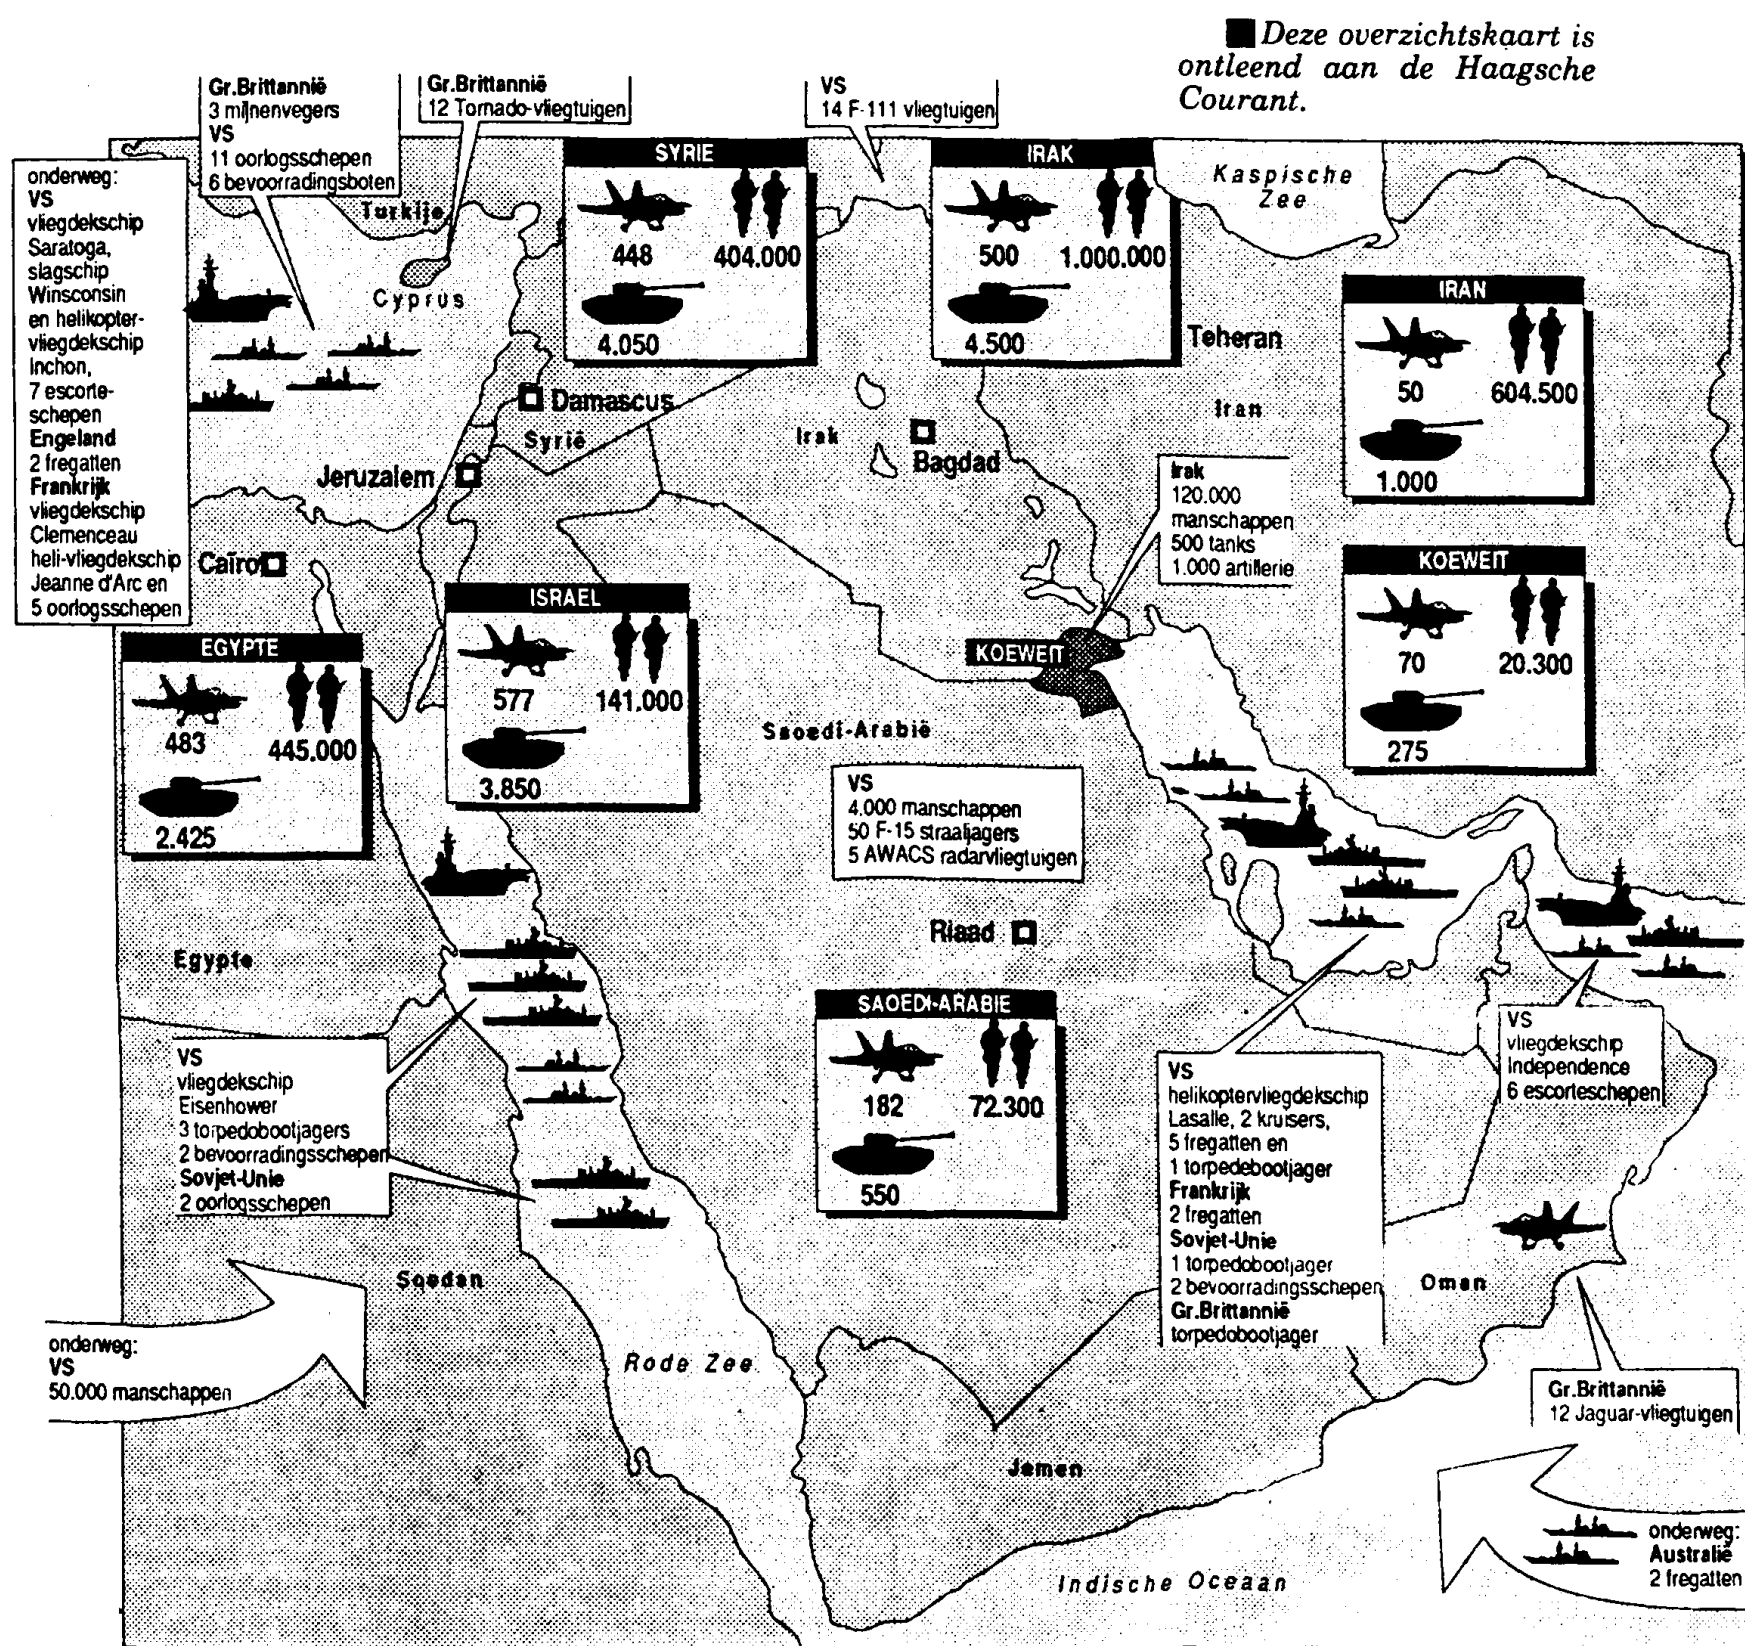 Deze overzichtskaart is
ontleend aan de Haagsche
Courant.
Gr.Brittannië
3 mijnenvegers
VS
11 oorlogsschepen
6 bevoorradingsboten
Gr.Brittannië
12 Tornado-vliegtuigen
VS
14 F-111 vliegtuigen
onderweg:
VS
vliegdekschip
Saratoga,
slagschip
Winsconsin
en helikopter-
vliegdekschip
Inchon,
7 escorte-
schepen
Engeland
2 fregatten
Frankrijk
vliegdekschip
Clemenceau
heli-vliegdekschip
Jeanne d'Arc en
5 oorlogsschepen
Turkije
Cyprus
SYRIE
448
404.000
4.050
IRAK
500
1.000.000
4.500
Kaspische
Zee
Teheran
IRAN
50
604.500
1.000
Damascus
Syrië
Irak
Bagdad
Iran
Jeruzalem
Irak
120.000
manschappen
500 tanks
1.000 artillerie
Caïro
KOEWEIT
70
20.300
275
ISRAEL
577
141.000
3.850
EGYPTE
483
445.000
2.425
KOEWEIT
Saoedi-Arabië
VS
4.000 manschappen
50 F-15 straaljagers
5 AWACS radarvliegtuigen
Riaad
Egypte
SAOEDI-ARABIE
182
72.300
550
VS
vliegdekschip
Eisenhower
3 torpedobootjagers
2 bevoorradingsschepen
Sovjet-Unie
2 oorlogsschepen
VS
vliegdekschip
Independence
6 escorteschepen
VS
helikoptervliegdekschip
Lasalle, 2 kruisers,
5 fregatten en
1 torpedebootjager
Frankrijk
2 fregatten
Sovjet-Unie
1 torpedobootjager
2 bevoorradingsschepen
Gr.Brittannië
torpedobootjager
Soedan
Oman
onderweg:
VS
50.000 manschappen
Rode Zee
Gr.Brittannië
12 Jaguar-vliegtuigen
Jemen
Indische Oceaan
onderweg:
Australië
2 fregatten